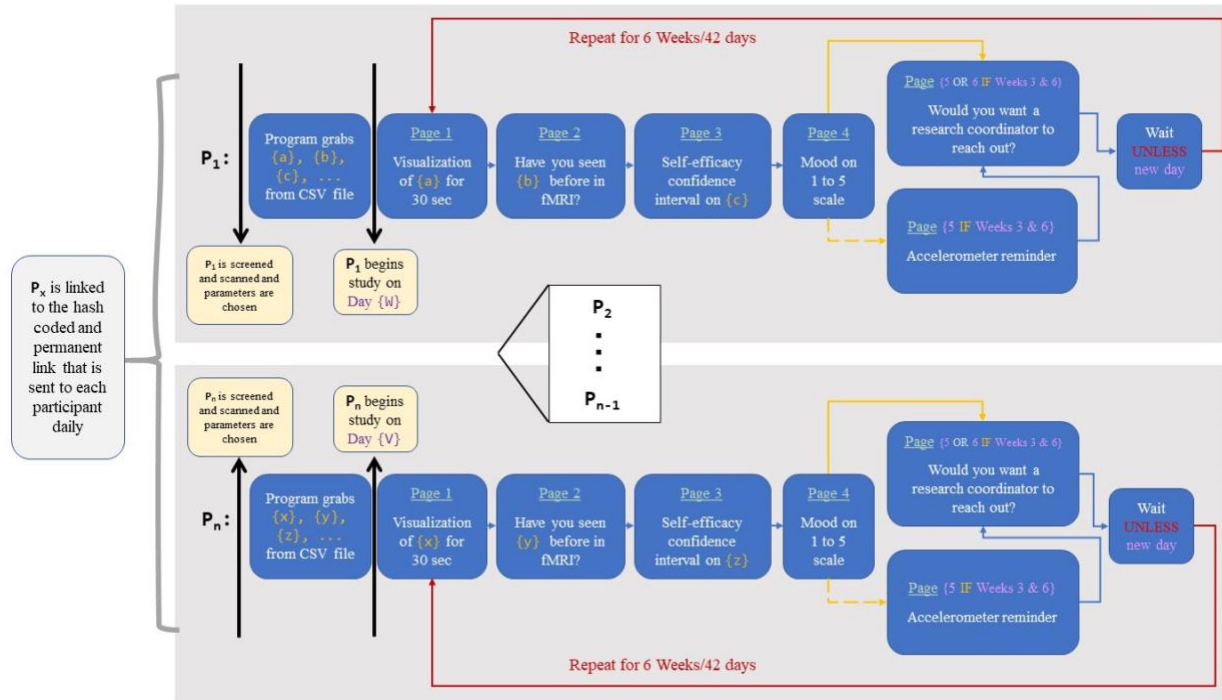 Repeat for 6 Weeks/42 days
P1:
Program grabs
{a}, {b},
{c}, ...
from CSV file
Page 1
Visualization
of {a} for
30 sec
Page 2
Have you seen
{b} before in
fMRI?
Page 3
Self-efficacy
confidence
interval on {c}
Page 4
Mood on
1 to 5
scale
Page {5 OR 6 IF Weeks 3 & 6}
Would you want a
research coordinator to
reach out?
Page {5 IF Weeks 3 & 6}
Accelerometer reminder
Wait
UNLESS
new day
P1 is screened
and scanned and
parameters are
chosen
P1 begins
study on
Day {W}
Px is linked
to the hash
coded and
permanent
link that is
sent to each
participant
daily
P2
Pn-1
Pn is screened
and scanned and
parameters are
chosen
Pn begins
study on
Day {V}
Pn:
Program grabs
{x}, {y},
{z}, ...
from CSV file
Page 1
Visualization
of {x} for
30 sec
Page 2
Have you seen
{y} before in
fMRI?
Page 3
Self-efficacy
confidence
interval on {z}
Page 4
Mood on
1 to 5
scale
Page {5 OR 6 IF Weeks 3 & 6}
Would you want a
research coordinator to
reach out?
Page {5 IF Weeks 3 & 6}
Accelerometer reminder
Wait
UNLESS
new day
Repeat for 6 Weeks/42 days